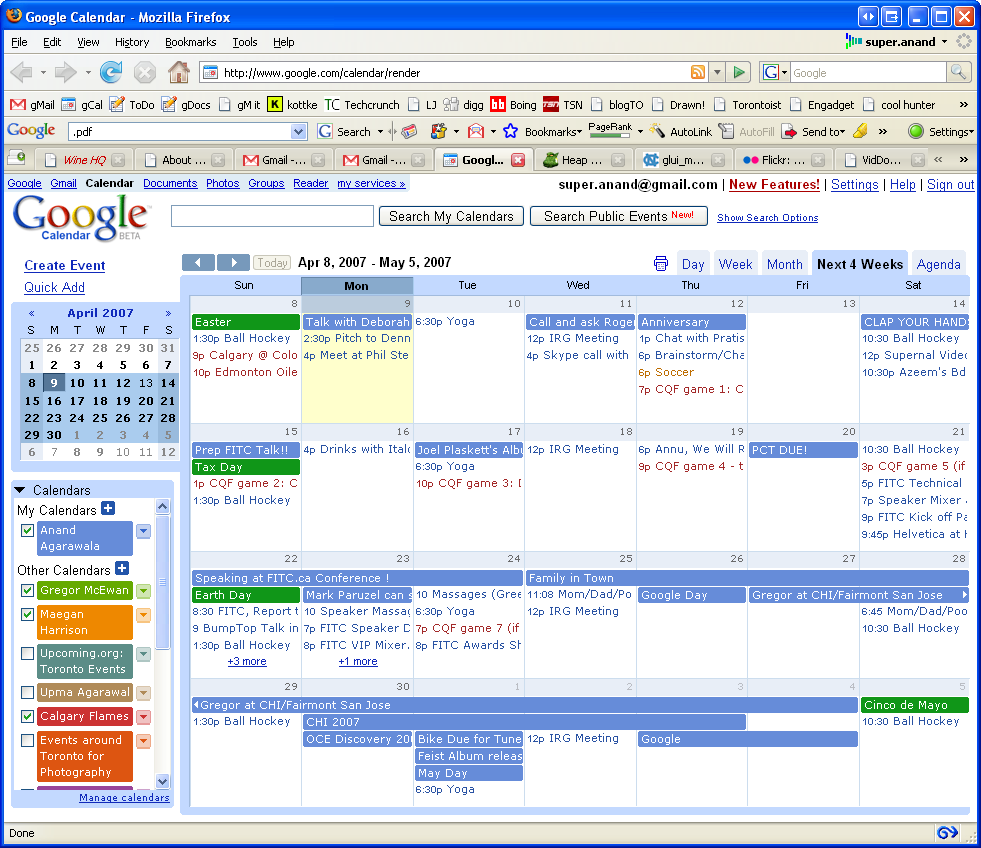 Google Calendar - Mozilla Firefox
File Edit View History Bookmarks Tools Help super.anand
http://www.google.com/calendar/render G Google
gMail gCal ToDo gDocs gM it K kottke TC Techcrunch LJ digg bb Boing TSN TSN blogTO Drawn! Torontoist Engadget cool hunter »
Google .pdf G Search Bookmarks PageRank AutoLink AutoFill Send to » Settings
Wine HQ About ... Gmail -... Gmail -... Googl... Heap ... glui_m... Flickr: ... VidDo... « »
Google Gmail Calendar Documents Photos Groups Reader my services » super.anand@gmail.com | New Features! | Settings | Help | Sign out
Google Calendar BETA
Search My Calendars Search Public Events New! Show Search Options
Create Event
Quick Add
Today Apr 8, 2007 - May 5, 2007 Day Week Month Next 4 Weeks Agenda
« April 2007 »
S M T W T F S
25 26 27 28 29 30 31
1 2 3 4 5 6 7
8 9 10 11 12 13 14
15 16 17 18 19 20 21
22 23 24 25 26 27 28
29 30 1 2 3 4 5
6 7 8 9 10 11 12
Calendars
My Calendars
Anand
Agarawala
Other Calendars
Gregor McEwan
Maegan
Harrison
Upcoming.org:
Toronto Events
Upma Agarawal
Calgary Flames
Events around
Toronto for
Photography
Manage calendars
Sun Mon Tue Wed Thu Fri Sat
8 9 10 11 12 13 14
Easter Talk with Deborah 6:30p Yoga Call and ask Roge Anniversary CLAP YOUR HAND
1:30p Ball Hockey 2:30p Pitch to Denn 12p IRG Meeting 1p Chat with Pratis 10:30 Ball Hockey
9p Calgary @ Colo 4p Meet at Phil Ste 4p Skype call with 6p Brainstorm/Cha 12p Supernal Video
10p Edmonton Oile 6p Soccer 10:30p Azeem's Bd
7p CQF game 1: C
15 16 17 18 19 20 21
Prep FITC Talk!! 4p Drinks with Italo Joel Plaskett's Albu 12p IRG Meeting 6p Annu, We Will R PCT DUE! 10:30 Ball Hockey
Tax Day 6:30p Yoga 9p CQF game 4 - t 3p CQF game 5 (if
1p CQF game 2: C 10p CQF game 3: D 5p FITC Technical
1:30p Ball Hockey 7p Speaker Mixer
9p FITC Kick off Pa
9:45p Helvetica at H
22 23 24 25 26 27 28
Speaking at FITC.ca Conference ! Family in Town
Earth Day Mark Paruzel can s 10 Massages (Gree 11:08 Mom/Dad/Po Google Day Gregor at CHI/Fairmont San Jose
8:30 FITC, Report t 10 Speaker Massag 6:30p Yoga 12p IRG Meeting 6:45 Mom/Dad/Poo
9 BumpTop Talk in 7p FITC Speaker D 7p CQF game 7 (if 10:30 Ball Hockey
1:30p Ball Hockey 8p FITC VIP Mixer. 8p FITC Awards Sh
+3 more +1 more
29 30 1 2 3 4 5
Gregor at CHI/Fairmont San Jose Cinco de Mayo
1:30p Ball Hockey CHI 2007 10:30 Ball Hockey
OCE Discovery 20 Bike Due for Tune 12p IRG Meeting Google
Feist Album releas
May Day
6:30p Yoga
Done